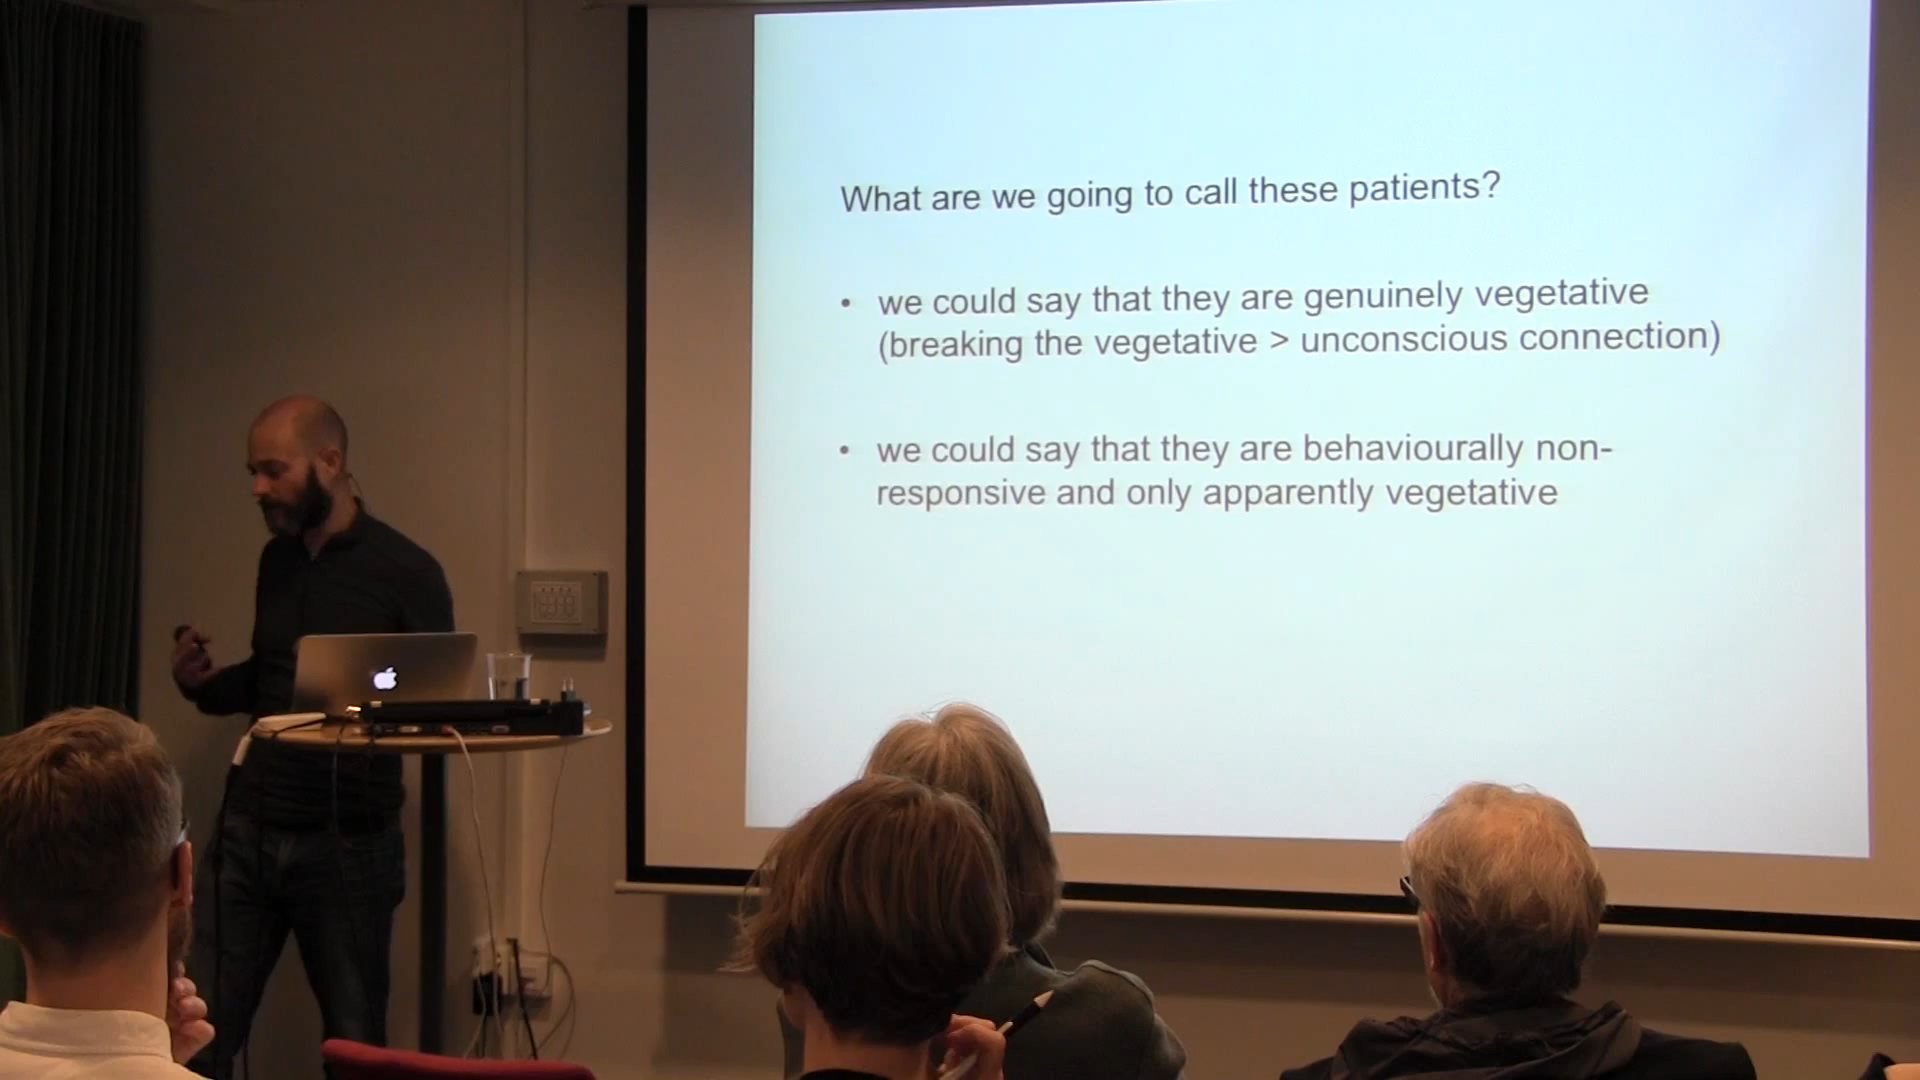 What are we going to call these patients?
• we could say that they are genuinely vegetative
(breaking the vegetative > unconscious connection)
• we could say that they are behaviourally non-
responsive and only apparently vegetative